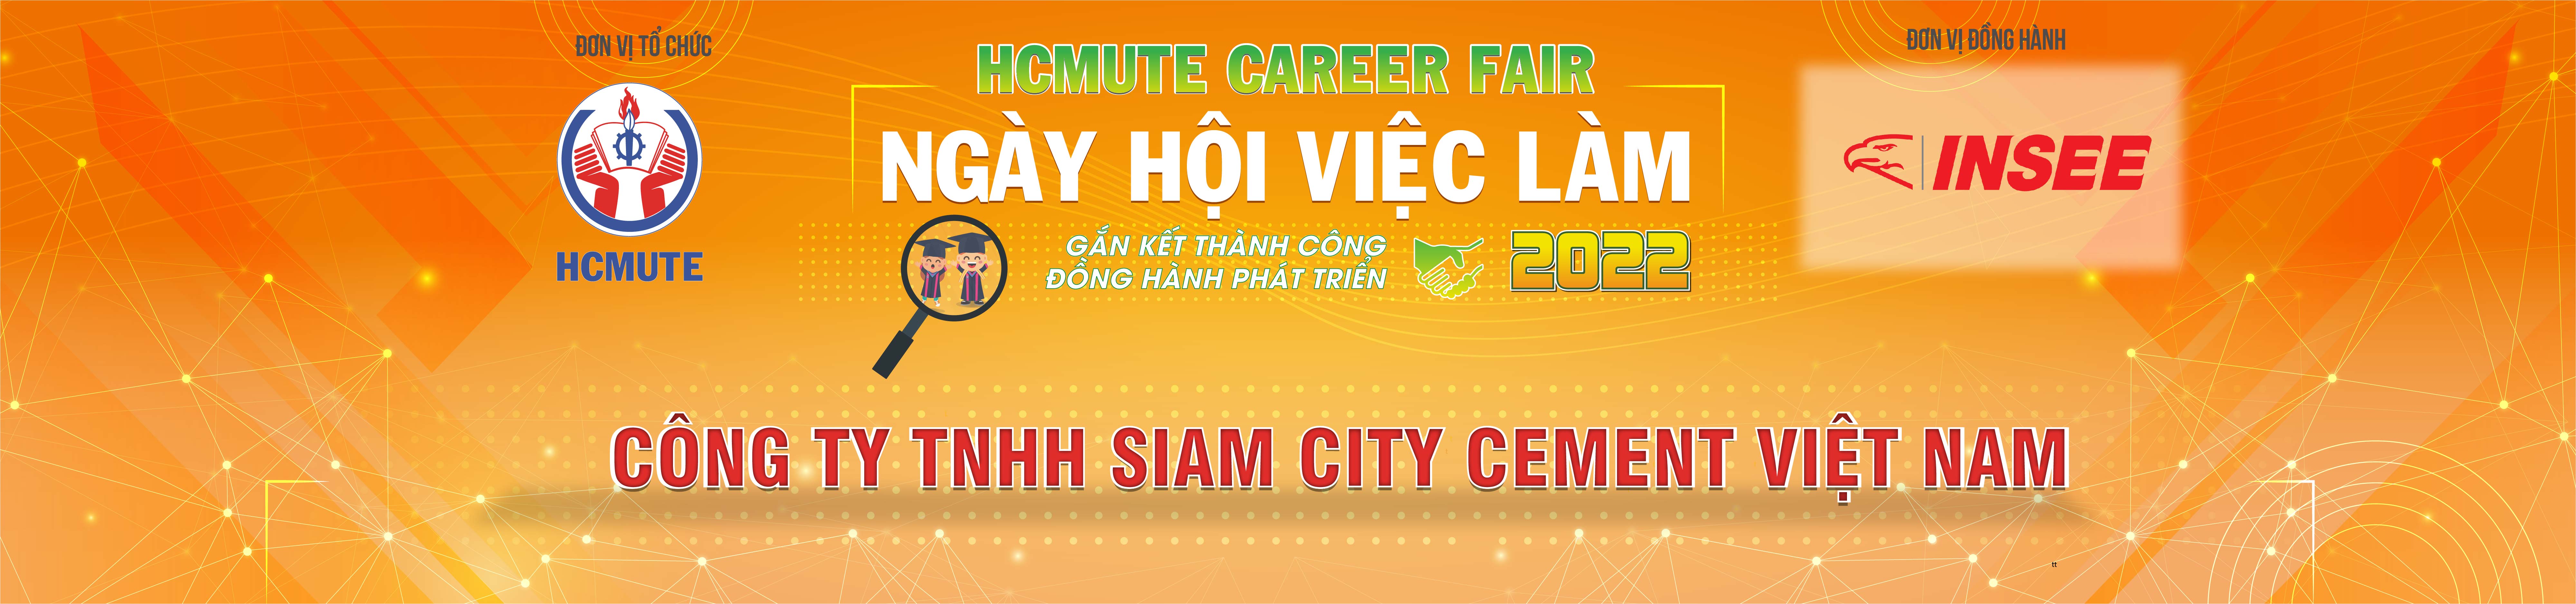 ĐƠN VỊ TỔ CHỨC
HCMUTE
HCMUTE CAREER FAIR
NGÀY HỘI VIỆC LÀM
GẮN KẾT THÀNH CÔNG
ĐỒNG HÀNH PHÁT TRIỂN
2022
ĐƠN VỊ ĐỒNG HÀNH
INSEE
CÔNG TY TNHH SIAM CITY CEMENT VIỆT NAM
tt